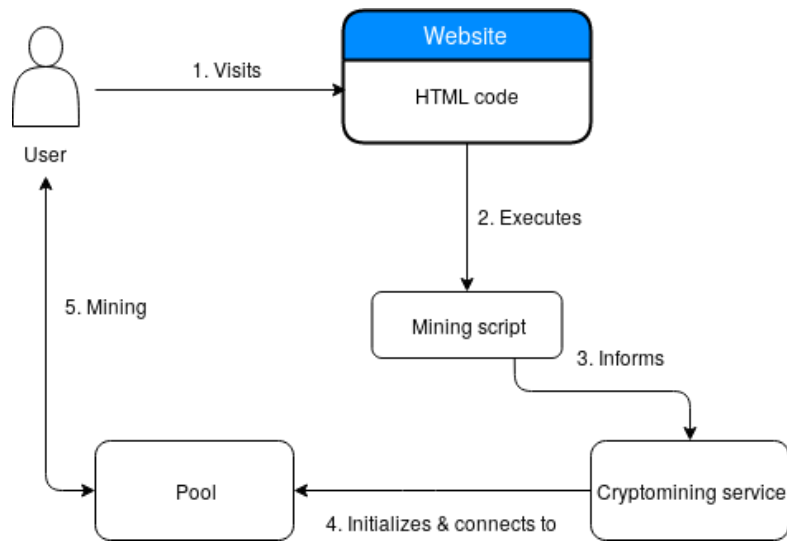 Website
1. Visits
HTML code
User
2. Executes
5. Mining
Mining script
3. Informs
Pool
Cryptomining service
4. Initializes & connects to